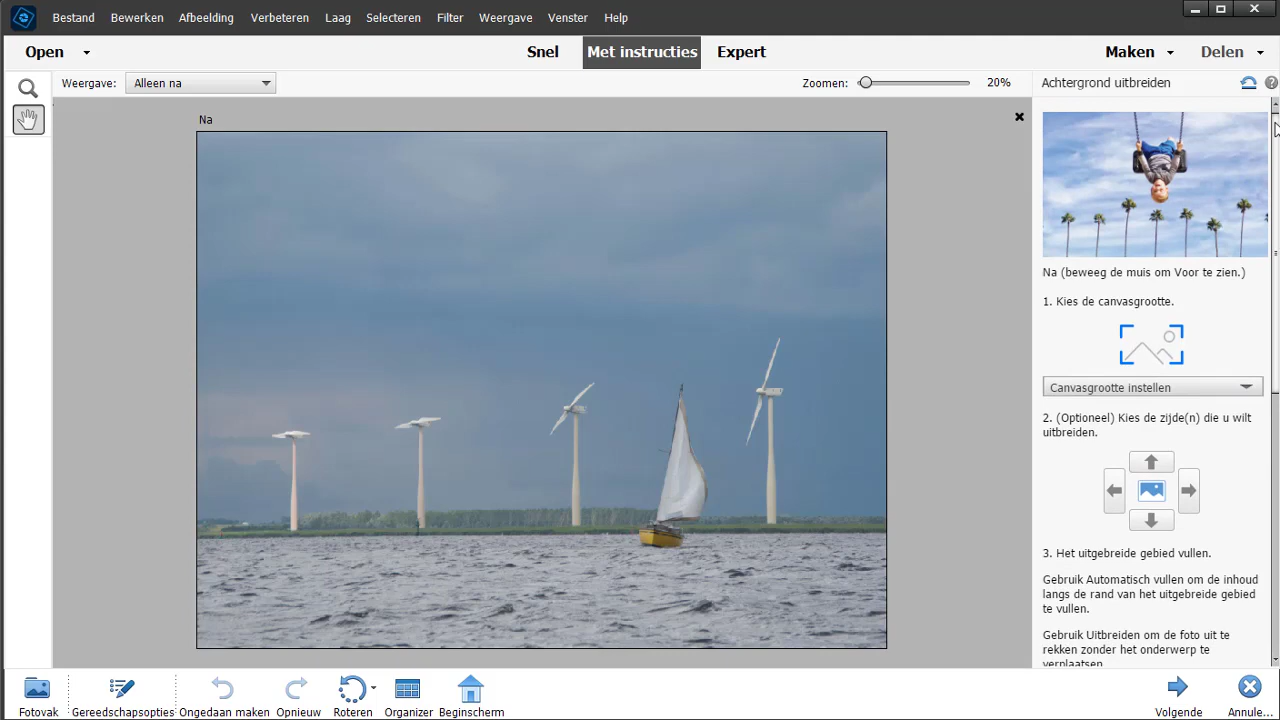 Bestand Bewerken Afbeelding Verbeteren Laag Selecteren Filter Weergave Venster Help
Open Snel Met instructies Expert Maken Delen
Weergave: Alleen na Zoomen: 20% Achtergrond uitbreiden
Na
Na (beweeg de muis om Voor te zien.)
1. Kies de canvasgrootte.
Canvasgrootte instellen
2. (Optioneel) Kies de zijde(n) die u wilt
uitbreiden.
3. Het uitgebreide gebied vullen.
Gebruik Automatisch vullen om de inhoud
langs de rand van het uitgebreide gebied
te vullen.
Gebruik Uitbreiden om de foto uit te
rekken zonder het onderwerp te
verplaatsen
Fotovak Gereedschapsopties Ongedaan maken Opnieuw Roteren Organizer Beginscherm Volgende Annule...